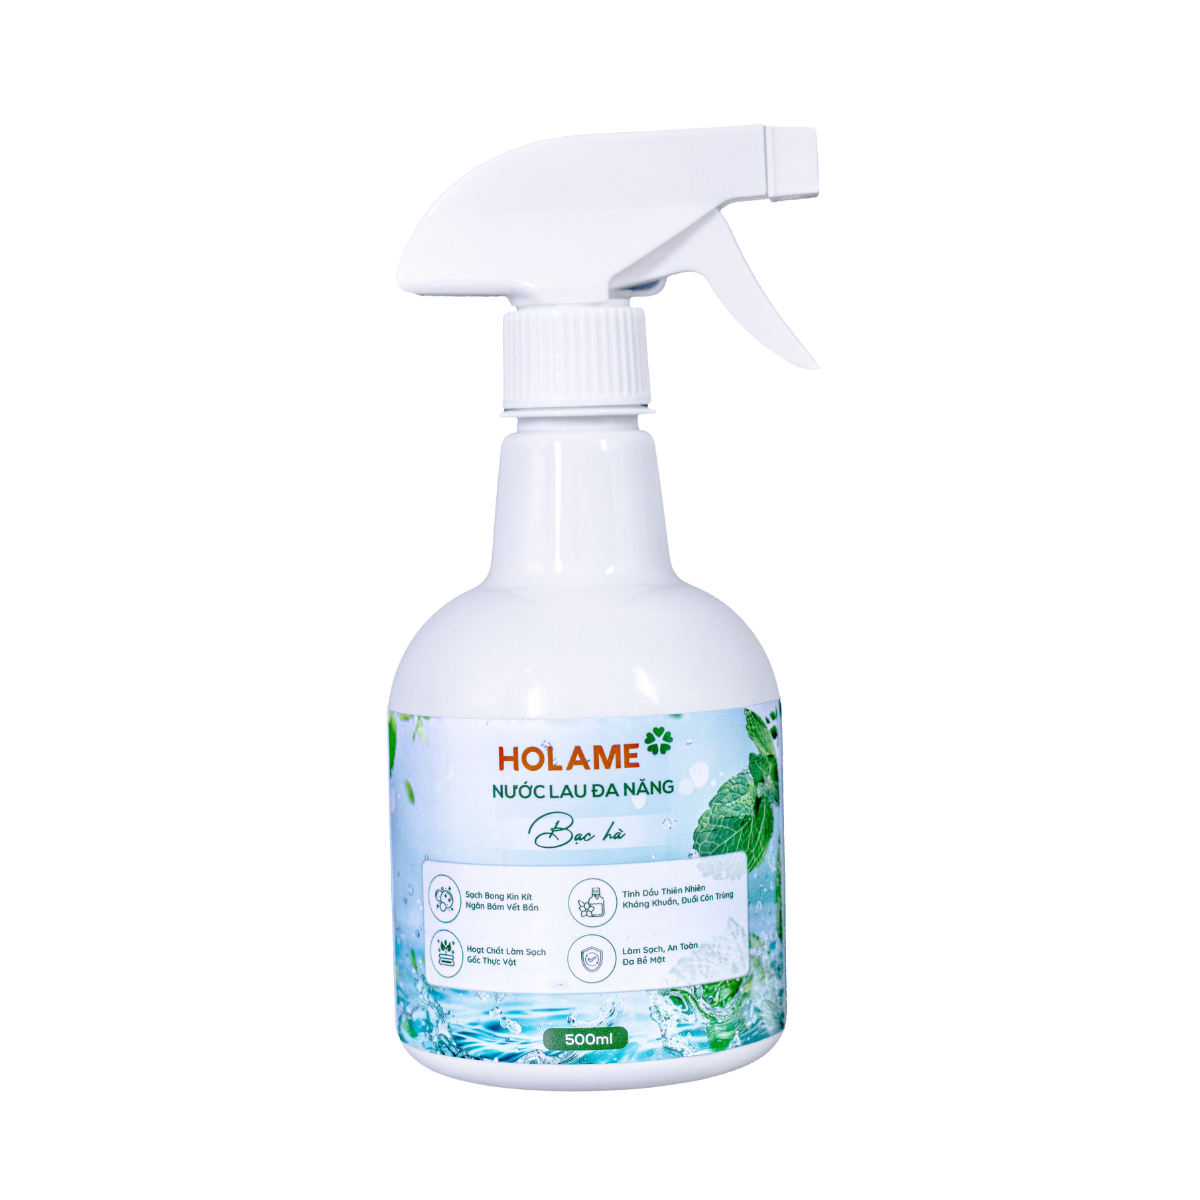 HOLAME
NƯỚC LAU ĐA NĂNG
Bạc hà
Sạch Bong Kin Kít
Ngăn Bám Vết Bẩn
Tinh Dầu Thiên Nhiên
Kháng Khuẩn, Đuổi Côn Trùng
Hoạt Chất Làm Sạch
Gốc Thực Vật
Làm Sạch, An Toàn
Đa Bề Mặt
500ml